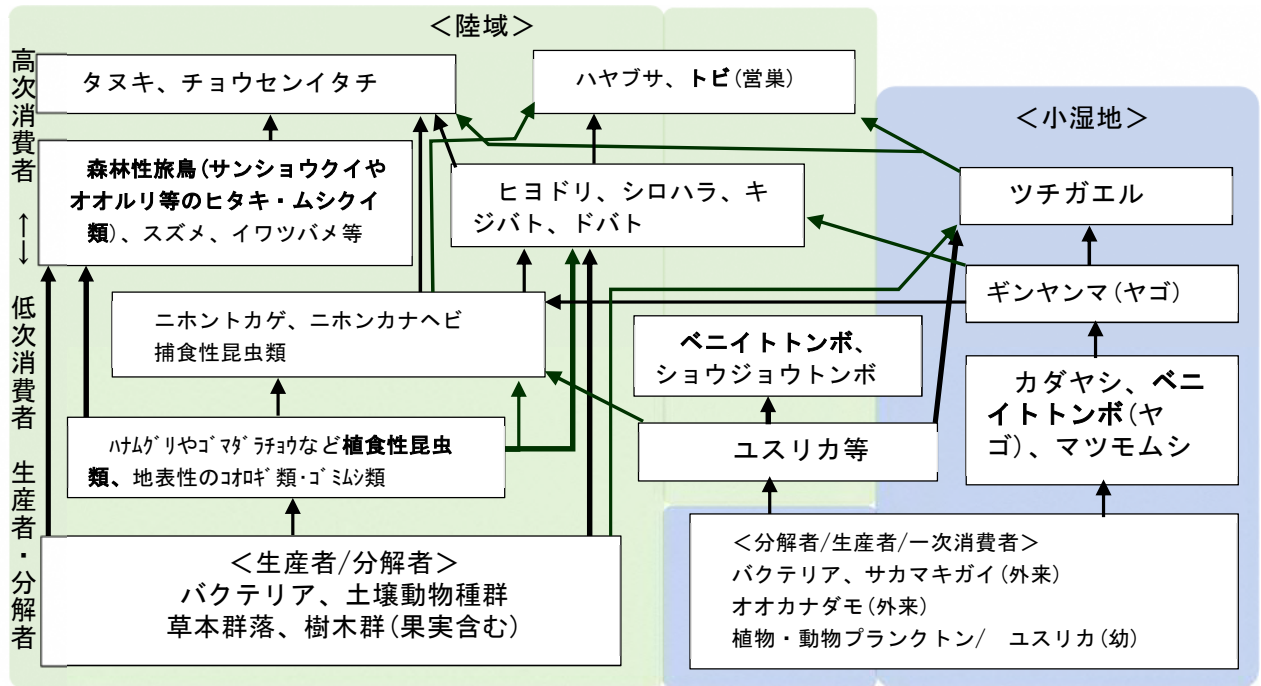 ＜陸域＞
高次消費者 ←→ 低次消費者 生産者・分解者
タヌキ、チョウセンイタチ
ハヤブサ、トビ(営巣)
＜小湿地＞
森林性旅鳥(サンショウクイや
オオルリ等のヒタキ・ムシクイ
類)、スズメ、イワツバメ等
ヒヨドリ、シロハラ、キ
ジバト、ドバト
ツチガエル
ギンヤンマ(ヤゴ)
ニホントカゲ、ニホンカナヘビ
捕食性昆虫類
ベニイトトンボ、
ショウジョウトンボ
カダヤシ、ベニ
イトトンボ(ヤ
ゴ)、マツモムシ
ﾊﾅﾑｸﾞﾘやｺﾞﾏﾀﾞﾗﾁｮｳなど植食性昆虫
類、地表性のｺｵﾛｷﾞ類･ｺﾞﾐﾑｼ類
ユスリカ等
＜生産者/分解者＞
バクテリア、土壌動物種群
草本群落、樹木群(果実含む)
＜分解者/生産者/一次消費者＞
バクテリア、サカマキガイ(外来)
オオカナダモ(外来)
植物・動物プランクトン/　ユスリカ(幼)